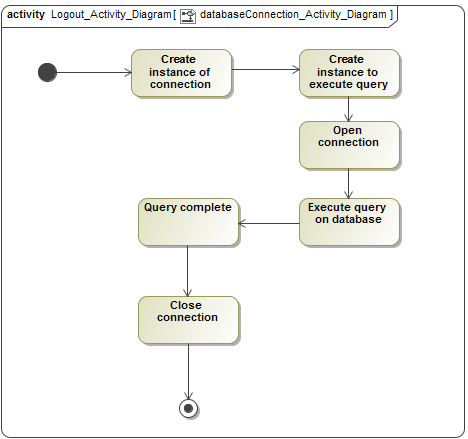 activity Logout_Activity_Diagram[ databaseConnection_Activity_Diagram ]
Create
instance of
connection
Create
instance to
execute query
Open
connection
Execute query
on database
Query complete
Close
connection